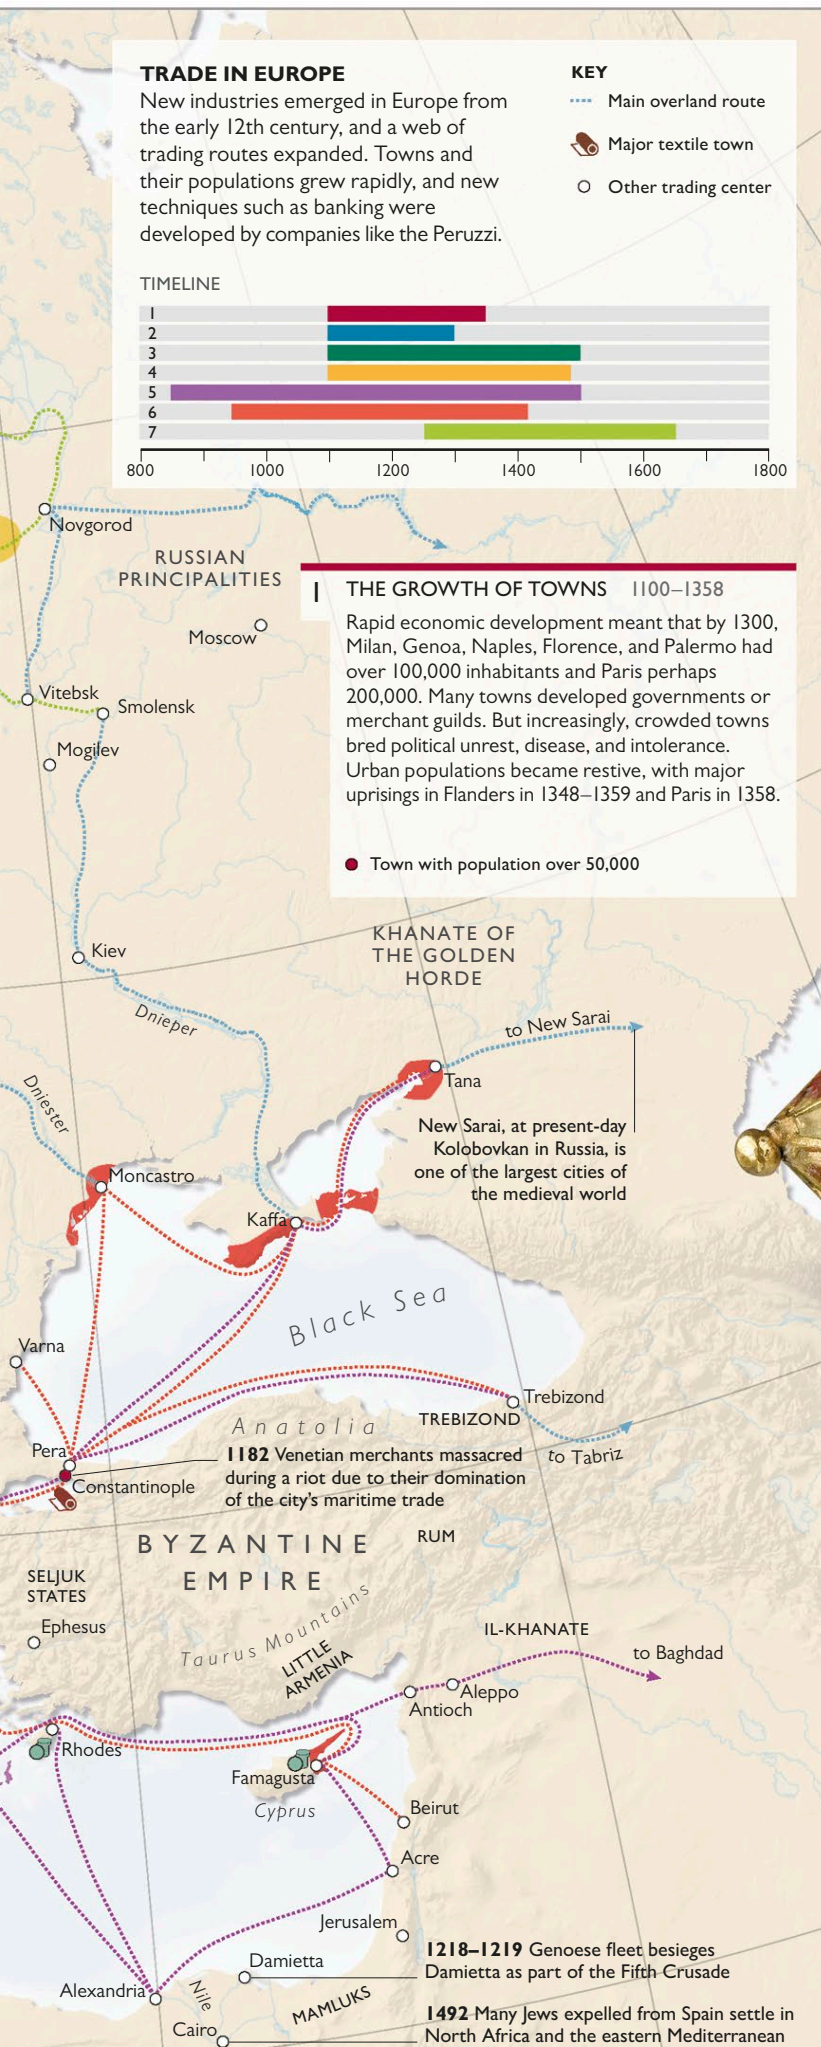 TRADE IN EUROPE
New industries emerged in Europe from
the early 12th century, and a web of
trading routes expanded. Towns and
their populations grew rapidly, and new
techniques such as banking were
developed by companies like the Peruzzi.
KEY
Main overland route
Major textile town
Other trading center
TIMELINE
1
2
3
4
5
6
7
800 1000 1200 1400 1600 1800
Novgorod
RUSSIAN
PRINCIPALITIES
1 THE GROWTH OF TOWNS 1100–1358
Rapid economic development meant that by 1300,
Milan, Genoa, Naples, Florence, and Palermo had
over 100,000 inhabitants and Paris perhaps
200,000. Many towns developed governments or
merchant guilds. But increasingly, crowded towns
bred political unrest, disease, and intolerance.
Urban populations became restive, with major
uprisings in Flanders in 1348–1359 and Paris in 1358.
Town with population over 50,000
Moscow
Vitebsk
Smolensk
Mogilev
KHANATE OF
THE GOLDEN
HORDE
Kiev
Dnieper
to New Sarai
Tana
Dniester
New Sarai, at present-day
Kolobovkan in Russia, is
one of the largest cities of
the medieval world
Moncastro
Kaffa
Black Sea
Varna
Trebizond
TREBIZOND
to Tabriz
Anatolia
Pera
Constantinople
1182 Venetian merchants massacred
during a riot due to their domination
of the city's maritime trade
BYZANTINE
EMPIRE
RUM
SELJUK
STATES
Ephesus
Taurus Mountains
LITTLE
ARMENIA
IL-KHANATE
to Baghdad
Aleppo
Antioch
Rhodes
Famagusta
Cyprus
Beirut
Acre
Jerusalem
Damietta
1218–1219 Genoese fleet besieges
Damietta as part of the Fifth Crusade
Alexandria
Nile
MAMLUKS
Cairo
1492 Many Jews expelled from Spain settle in
North Africa and the eastern Mediterranean